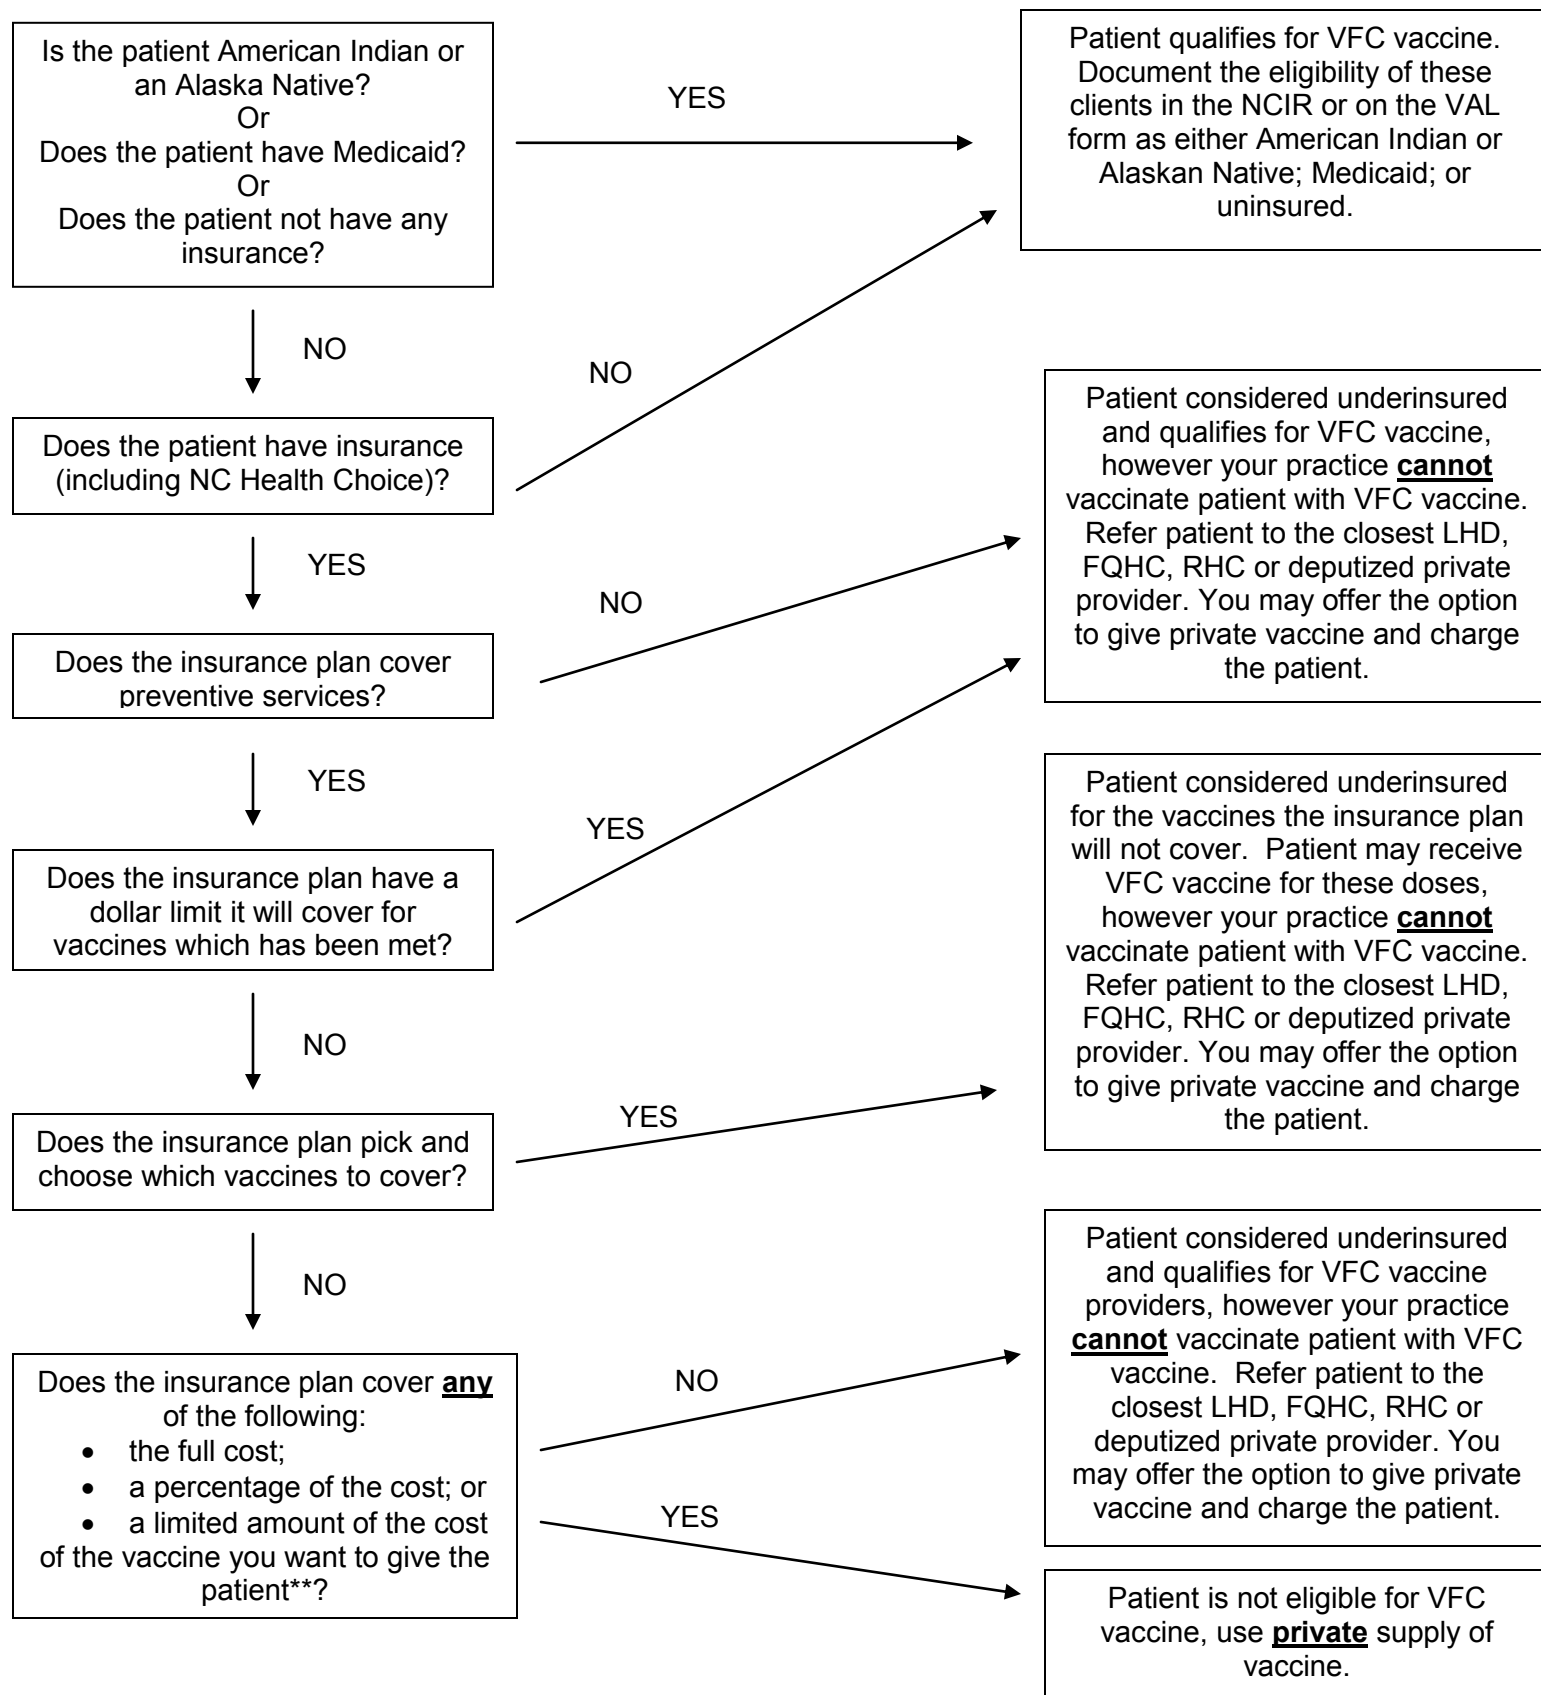 Is the patient American Indian or
an Alaska Native?
Or
Does the patient have Medicaid?
Or
Does the patient not have any
insurance?
YES
Patient qualifies for VFC vaccine.
Document the eligibility of these
clients in the NCIR or on the VAL
form as either American Indian or
Alaskan Native; Medicaid; or
uninsured.
NO
NO
Does the patient have insurance
(including NC Health Choice)?
YES
NO
Patient considered underinsured
and qualifies for VFC vaccine,
however your practice cannot
vaccinate patient with VFC vaccine.
Refer patient to the closest LHD,
FQHC, RHC or deputized private
provider. You may offer the option
to give private vaccine and charge
the patient.
Does the insurance plan cover
preventive services?
YES
YES
Does the insurance plan have a
dollar limit it will cover for
vaccines which has been met?
NO
Patient considered underinsured
for the vaccines the insurance plan
will not cover.  Patient may receive
VFC vaccine for these doses,
however your practice cannot
vaccinate patient with VFC vaccine.
Refer patient to the closest LHD,
FQHC, RHC or deputized private
provider. You may offer the option
to give private vaccine and charge
the patient.
YES
Does the insurance plan pick and
choose which vaccines to cover?
NO
Does the insurance plan cover any
of the following:
• the full cost;
• a percentage of the cost; or
• a limited amount of the cost
of the vaccine you want to give the
patient**?
NO
Patient considered underinsured
and qualifies for VFC vaccine
providers, however your practice
cannot vaccinate patient with VFC
vaccine.  Refer patient to the
closest LHD, FQHC, RHC or
deputized private provider. You
may offer the option to give private
vaccine and charge the patient.
YES
Patient is not eligible for VFC
vaccine, use private supply of
vaccine.